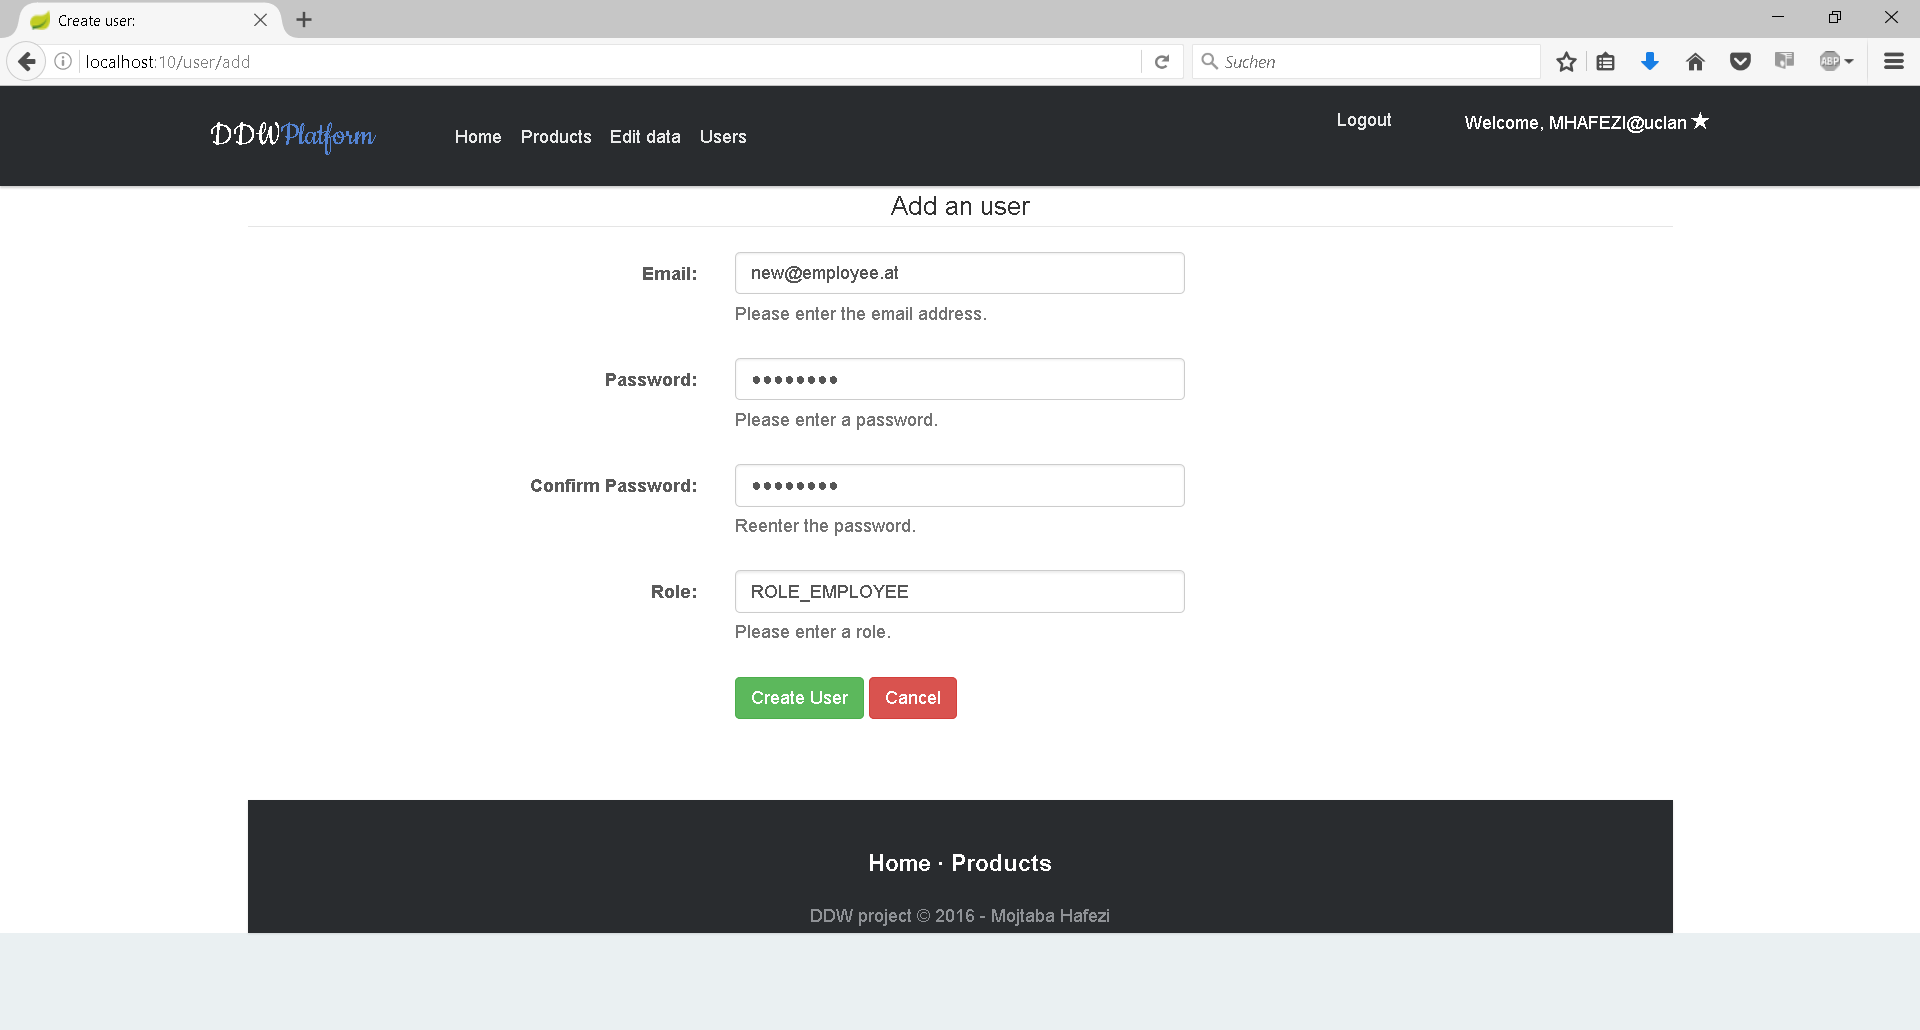 Create user:
localhost:10/user/add
Suchen
ABP
DDWPlatform
Home Products Edit data Users
Logout
Welcome, MHAFEZI@uclan
Add an user
Email:
new@employee.at
Please enter the email address.
Password:
Please enter a password.
Confirm Password:
Reenter the password.
Role:
ROLE_EMPLOYEE
Please enter a role.
Create User Cancel
Home · Products
DDW project © 2016 - Mojtaba Hafezi